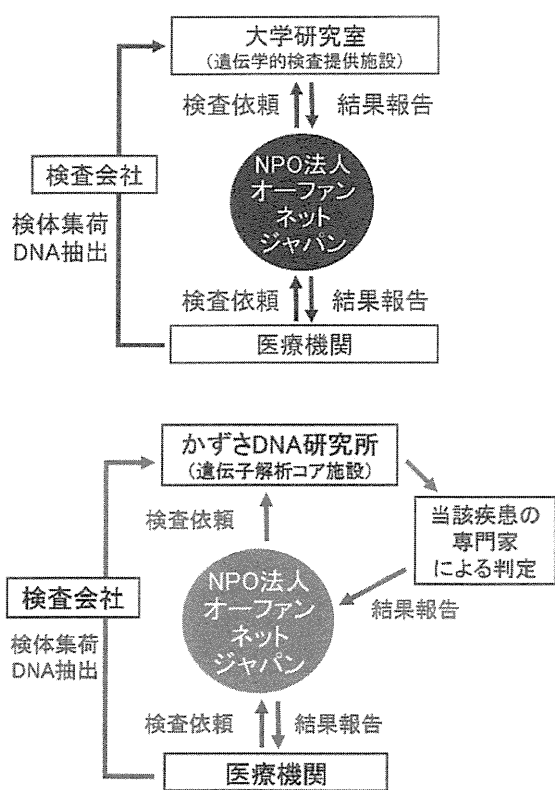 大学研究室
（遺伝学的検査提供施設）
検査依頼
結果報告
検査会社
NPO法人
オーファン
ネット
ジャパン
検体集荷
DNA抽出
検査依頼
結果報告
医療機関
かずさDNA研究所
（遺伝子解析コア施設）
検査依頼
当該疾患の
専門家
による判定
検査会社
NPO法人
オーファン
ネット
ジャパン
結果報告
検体集荷
DNA抽出
検査依頼
結果報告
医療機関